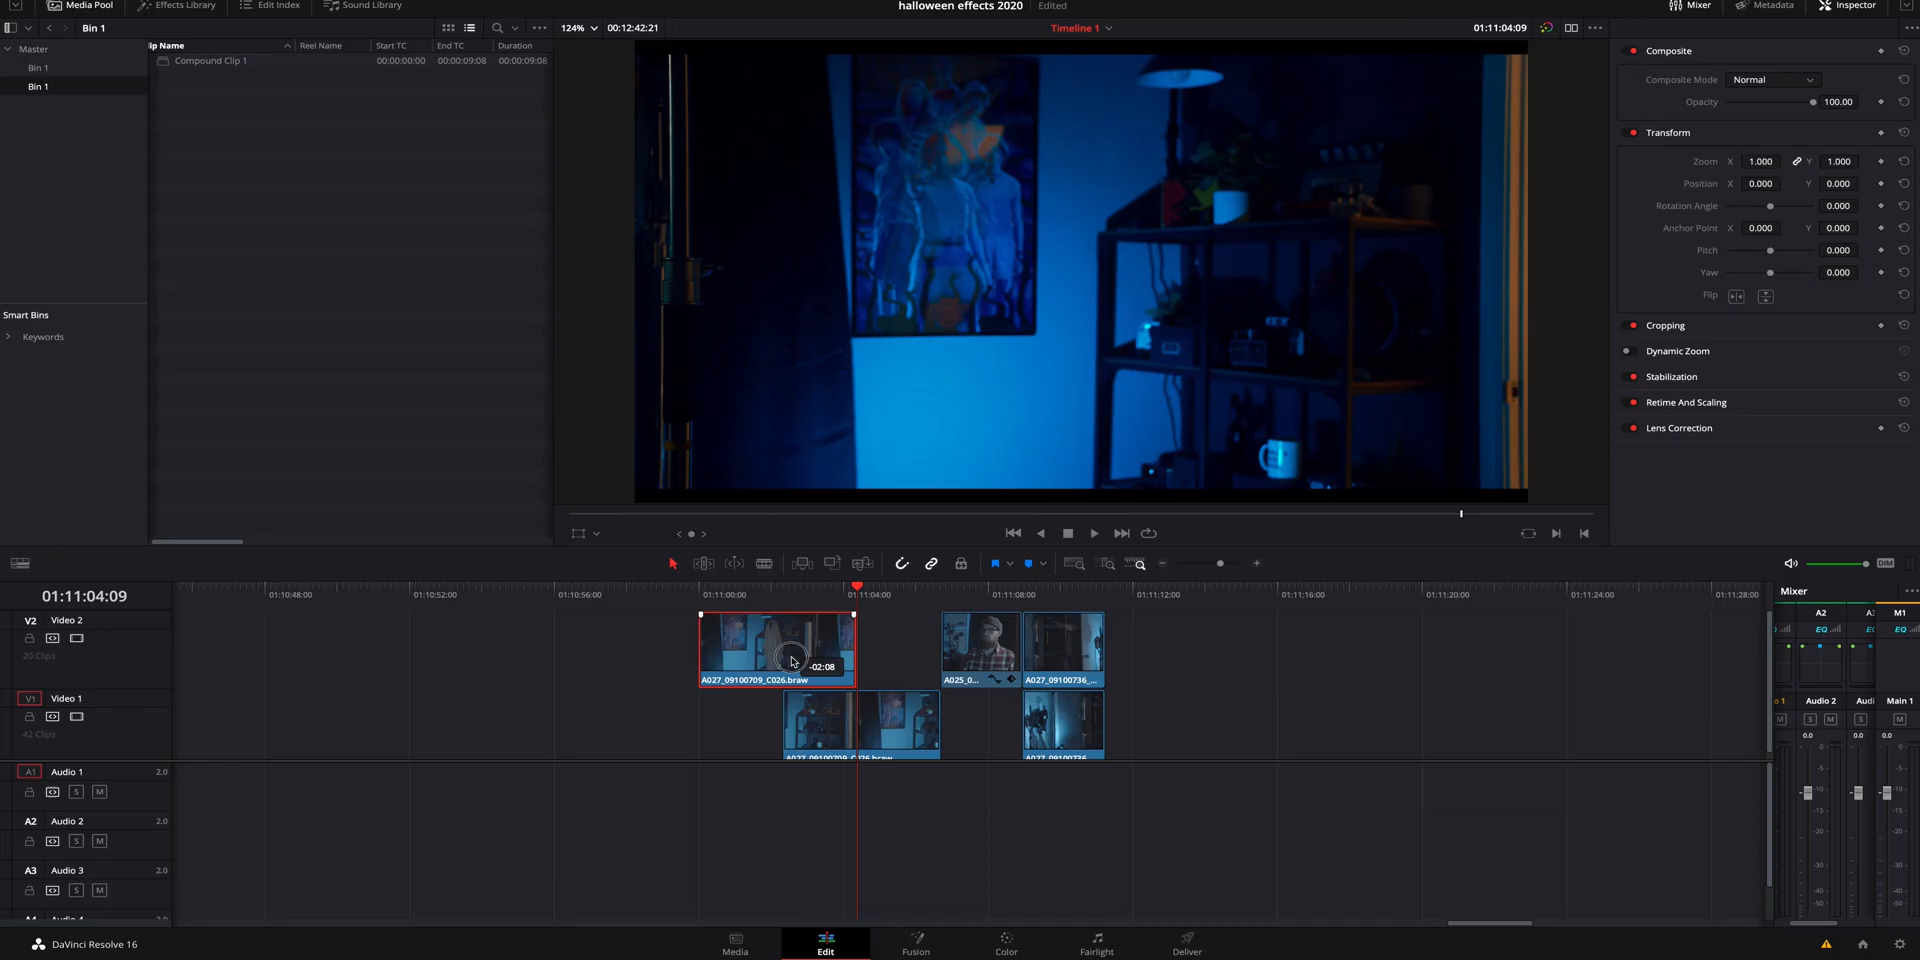 Media Pool Effects Library Edit Index Sound Library halloween effects 2020 Edited Mixer Metadata Inspector
Bin 1 124% 00:12:42:21 Timeline 1 01:11:04:09
Master
Bin 1
Bin 1
lip Name Reel Name Start TC End TC Duration
Compound Clip 1 00:00:00:00 00:00:09:08 00:00:09:08
Smart Bins
Keywords
Composite
Composite Mode Normal
Opacity 100.00
Transform
Zoom X 1.000 Y 1.000
Position X 0.000 Y 0.000
Rotation Angle 0.000
Anchor Point X 0.000 Y 0.000
Pitch 0.000
Yaw 0.000
Flip
Cropping
Dynamic Zoom
Stabilization
Retime And Scaling
Lens Correction
DIM
01:11:04:09
01:10:48:00 01:10:52:00 01:10:56:00 01:11:00:00 01:11:04:00 01:11:08:00 01:11:12:00 01:11:16:00 01:11:20:00 01:11:24:00 01:11:28:00
V2 Video 2
20 Clips
-02:08
A027_09100709_C026.braw A025_0... A027_09100736_...
V1 Video 1
42 Clips
A1 Audio 1 2.0
S M
A2 Audio 2 2.0
S M
A3 Audio 3 2.0
S M
Mixer
A2 M1
EQ EQ EQ
Audio 2 Audi Main 1
M S M S M
0.0 0.0 0.0
-5 -5
-10 -10
-15 -15
-20 -20
-30 -30
-40 -40
-50 -50
DaVinci Resolve 16
Media Edit Fusion Color Fairlight Deliver